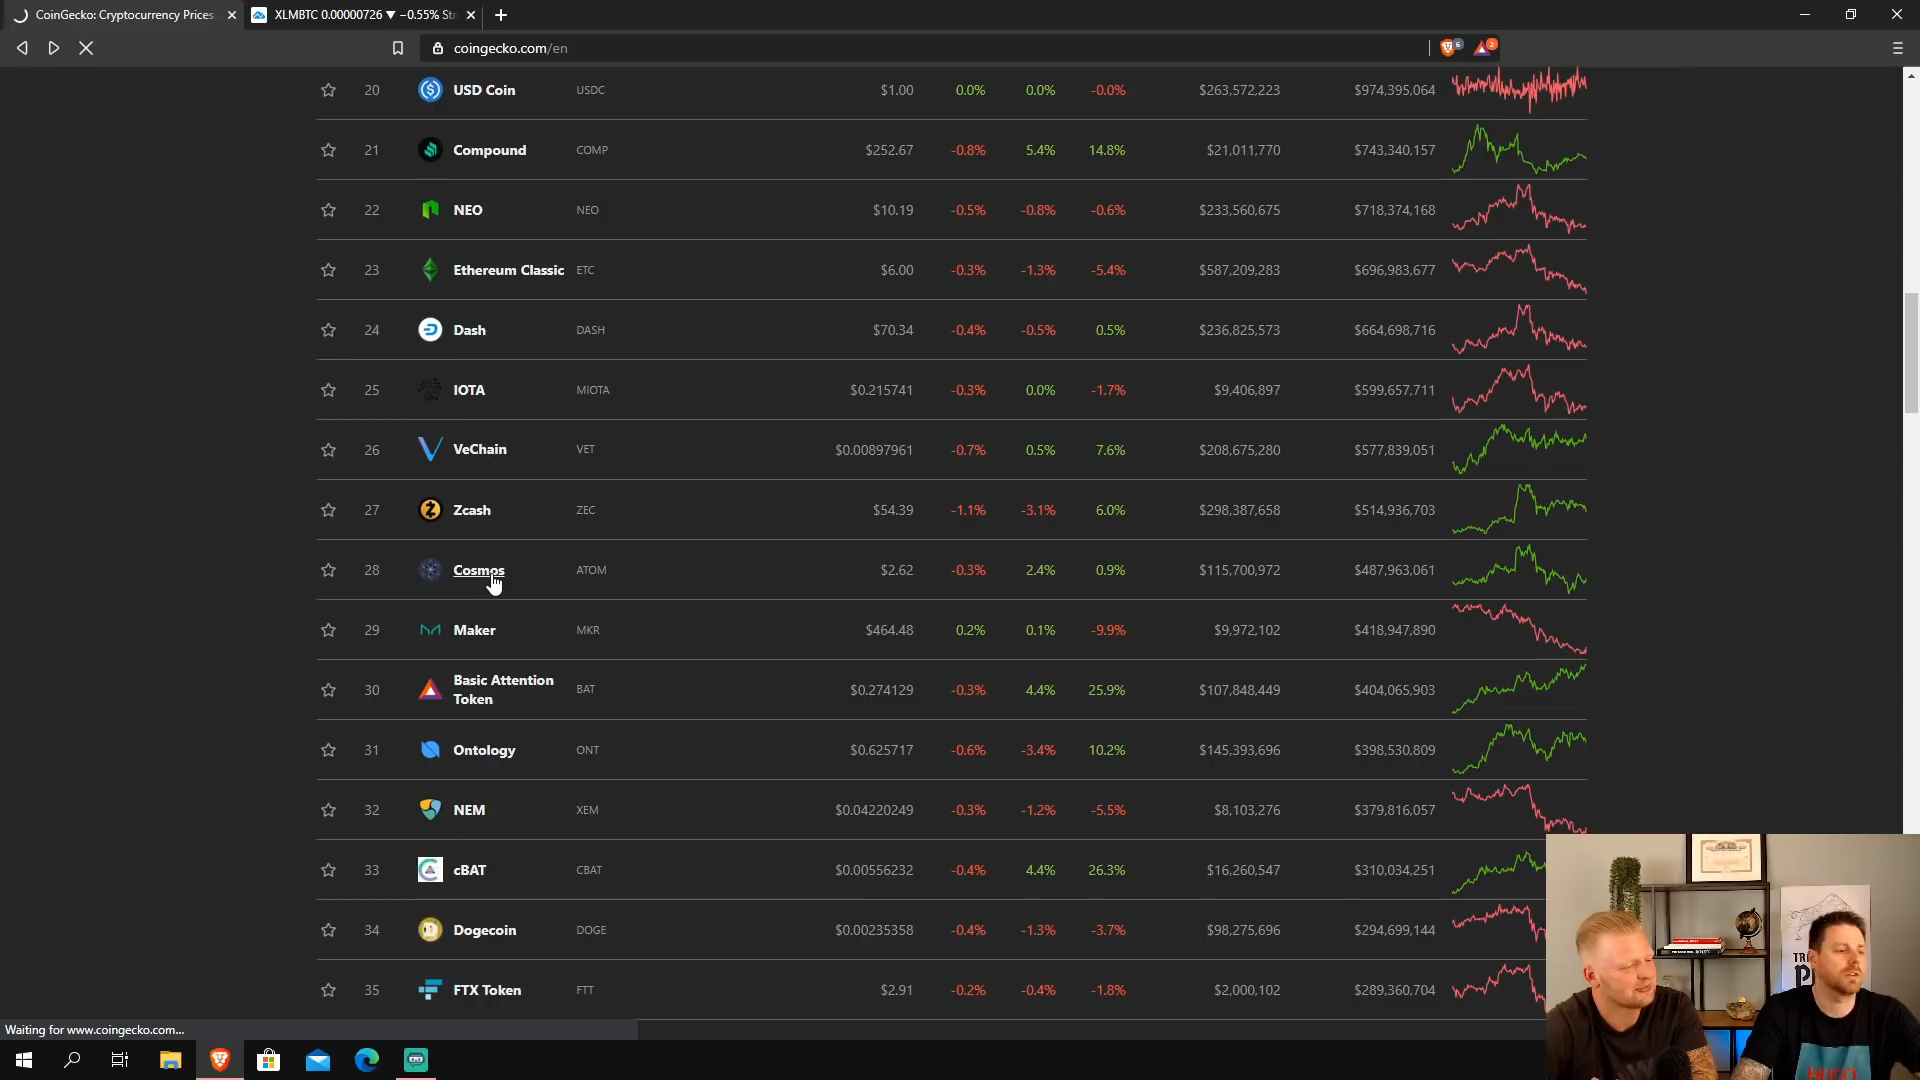 CoinGecko: Cryptocurrency Prices
XLMBTC 0.00000726 ▼ −0.55% Str
coingecko.com/en
6
2
20 USD Coin USDC $1.00 0.0% 0.0% -0.0% $263,572,223 $974,395,064
21 Compound COMP $252.67 -0.8% 5.4% 14.8% $21,011,770 $743,340,157
22 NEO NEO $10.19 -0.5% -0.8% -0.6% $233,560,675 $718,374,168
23 Ethereum Classic ETC $6.00 -0.3% -1.3% -5.4% $587,209,283 $696,983,677
24 Dash DASH $70.34 -0.4% -0.5% 0.5% $236,825,573 $664,698,716
25 IOTA MIOTA $0.215741 -0.3% 0.0% -1.7% $9,406,897 $599,657,711
26 VeChain VET $0.00897961 -0.7% 0.5% 7.6% $208,675,280 $577,839,051
27 Zcash ZEC $54.39 -1.1% -3.1% 6.0% $298,387,658 $514,936,703
28 Cosmos ATOM $2.62 -0.3% 2.4% 0.9% $115,700,972 $487,963,061
29 Maker MKR $464.48 0.2% 0.1% -9.9% $9,972,102 $418,947,890
30 Basic Attention Token BAT $0.274129 -0.3% 4.4% 25.9% $107,848,449 $404,065,903
31 Ontology ONT $0.625717 -0.6% -3.4% 10.2% $145,393,696 $398,530,809
32 NEM XEM $0.04220249 -0.3% -1.2% -5.5% $8,103,276 $379,816,057
33 cBAT CBAT $0.00556232 -0.4% 4.4% 26.3% $16,260,547 $310,034,251
34 Dogecoin DOGE $0.00235358 -0.4% -1.3% -3.7% $98,275,696 $294,699,144
35 FTX Token FTT $2.91 -0.2% -0.4% -1.8% $2,000,102 $289,360,704
Waiting for www.coingecko.com...